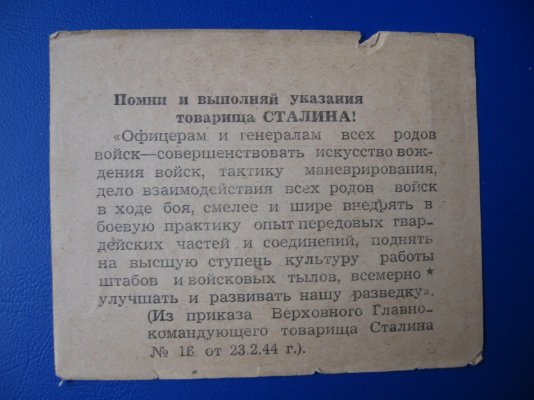 Помни и выполняй указания
товарища СТАЛИНА!
«Офицерам и генералам всех родов
войск—совершенствовать искусство вож-
дения войск, тактику маневрирования,
дело взаимодействия всех родов войск
в ходе боя, смелее и шире внедрять в
боевую практику опыт передовых гвар-
дейских частей и соединений, поднять
на высшую ступень культуру работы
штабов и войсковых тылов, всемерно
улучшать и развивать нашу разведку».
(Из приказа Верховного Главно-
командующего товарища Сталина
№ 16 от 23.2.44 г.).